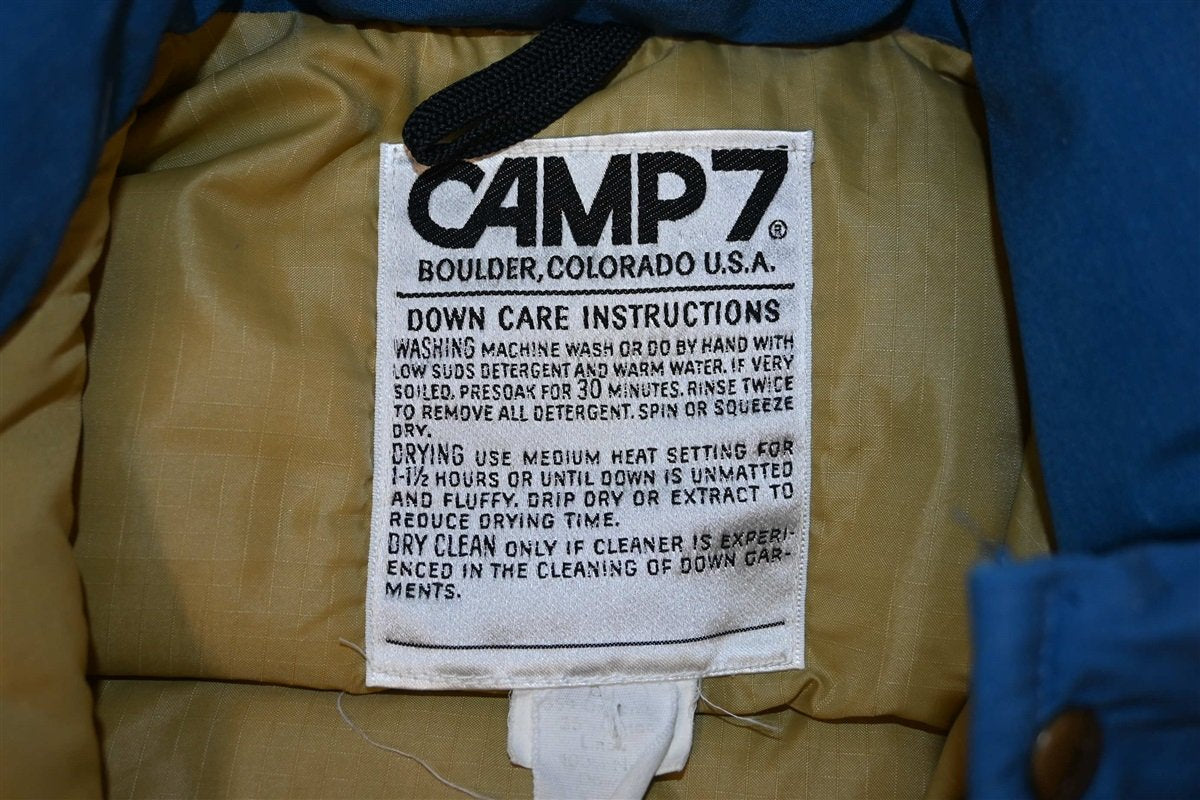 CAMP 7®
BOULDER, COLORADO U.S.A.
DOWN CARE INSTRUCTIONS
WASHING MACHINE WASH OR DO BY HAND WITH
LOW SUDS DETERGENT AND WARM WATER. IF VERY
SOILED, PRESOAK FOR 30 MINUTES. RINSE TWICE
TO REMOVE ALL DETERGENT. SPIN OR SQUEEZE
DRY.
DRYING USE MEDIUM HEAT SETTING FOR
1-1½ HOURS OR UNTIL DOWN IS UNMATTED
AND FLUFFY. DRIP DRY OR EXTRACT TO
REDUCE DRYING TIME.
DRY CLEAN ONLY IF CLEANER IS EXPERI-
ENCED IN THE CLEANING OF DOWN GAR-
MENTS.